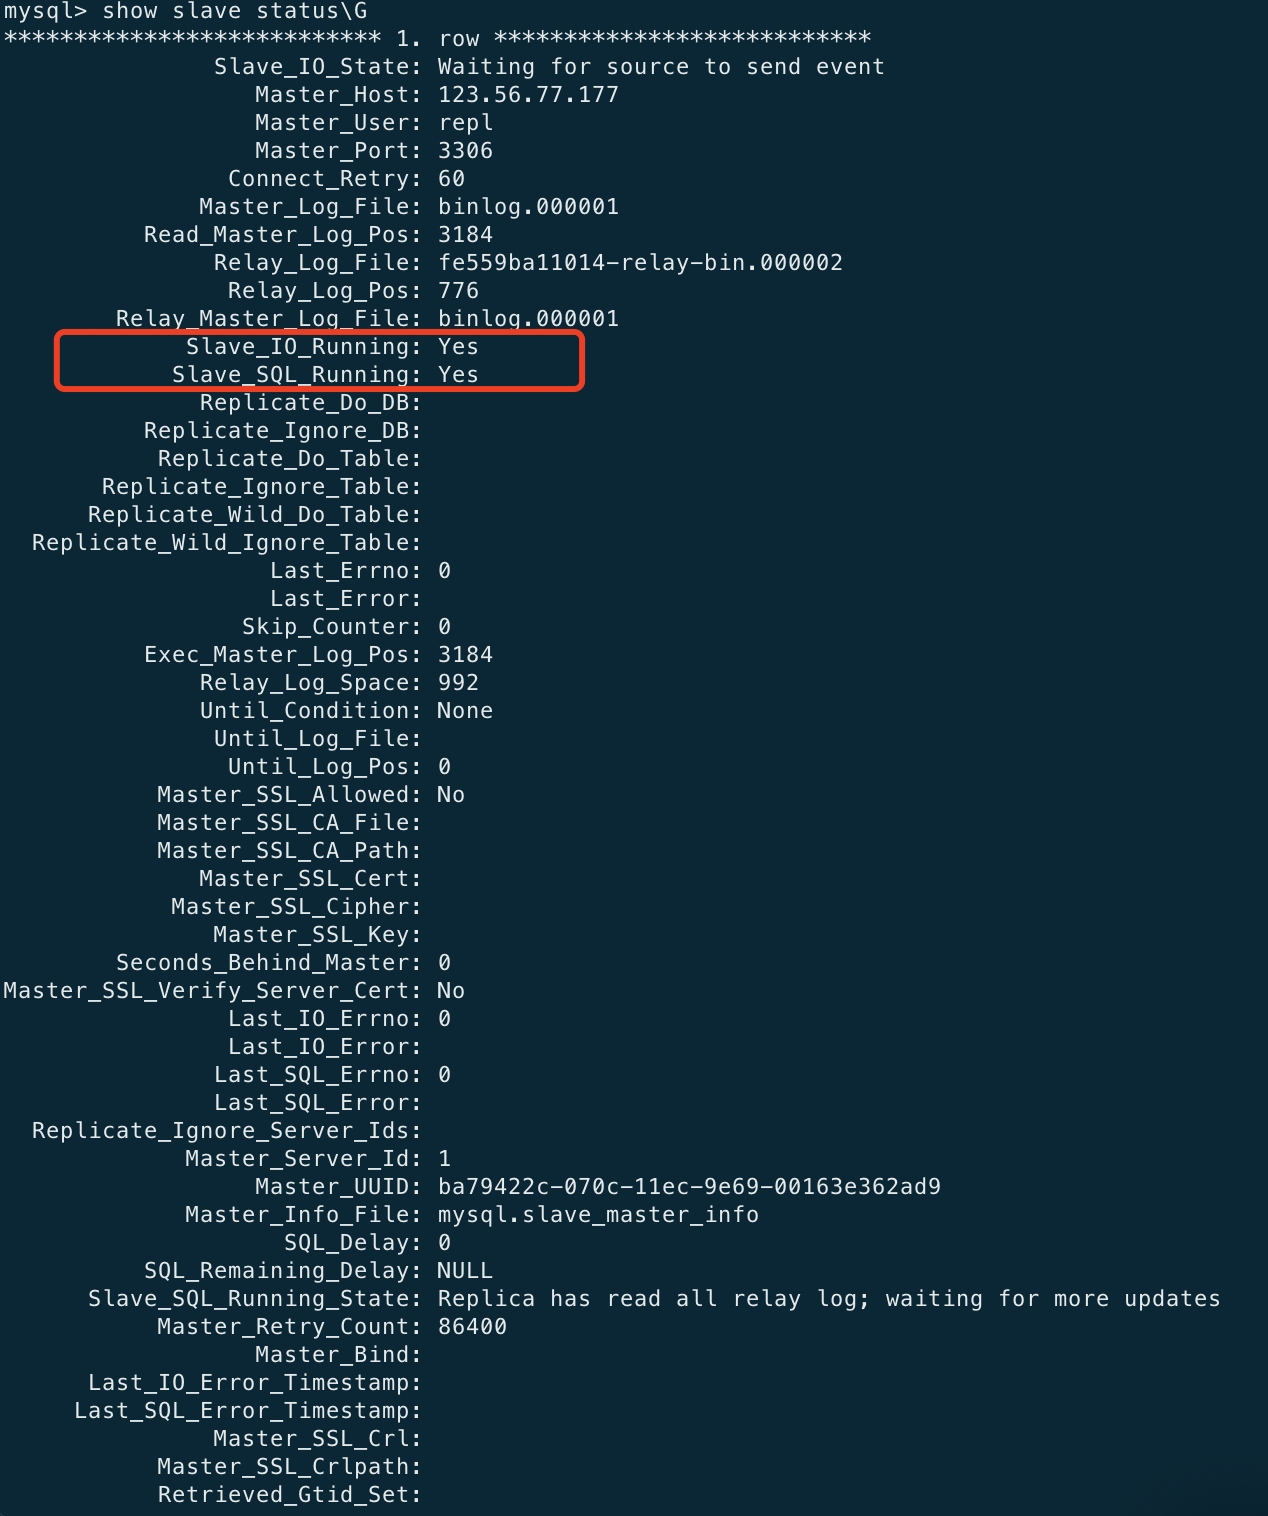 mysql> show slave status\G
*************************** 1. row ***************************
Slave_IO_State: Waiting for source to send event
Master_Host: 123.56.77.177
Master_User: repl
Master_Port: 3306
Connect_Retry: 60
Master_Log_File: binlog.000001
Read_Master_Log_Pos: 3184
Relay_Log_File: fe559ba11014-relay-bin.000002
Relay_Log_Pos: 776
Relay_Master_Log_File: binlog.000001
Slave_IO_Running: Yes
Slave_SQL_Running: Yes
Replicate_Do_DB:
Replicate_Ignore_DB:
Replicate_Do_Table:
Replicate_Ignore_Table:
Replicate_Wild_Do_Table:
Replicate_Wild_Ignore_Table:
Last_Errno: 0
Last_Error:
Skip_Counter: 0
Exec_Master_Log_Pos: 3184
Relay_Log_Space: 992
Until_Condition: None
Until_Log_File:
Until_Log_Pos: 0
Master_SSL_Allowed: No
Master_SSL_CA_File:
Master_SSL_CA_Path:
Master_SSL_Cert:
Master_SSL_Cipher:
Master_SSL_Key:
Seconds_Behind_Master: 0
Master_SSL_Verify_Server_Cert: No
Last_IO_Errno: 0
Last_IO_Error:
Last_SQL_Errno: 0
Last_SQL_Error:
Replicate_Ignore_Server_Ids:
Master_Server_Id: 1
Master_UUID: ba79422c-070c-11ec-9e69-00163e362ad9
Master_Info_File: mysql.slave_master_info
SQL_Delay: 0
SQL_Remaining_Delay: NULL
Slave_SQL_Running_State: Replica has read all relay log; waiting for more updates
Master_Retry_Count: 86400
Master_Bind:
Last_IO_Error_Timestamp:
Last_SQL_Error_Timestamp:
Master_SSL_Crl:
Master_SSL_Crlpath:
Retrieved_Gtid_Set: